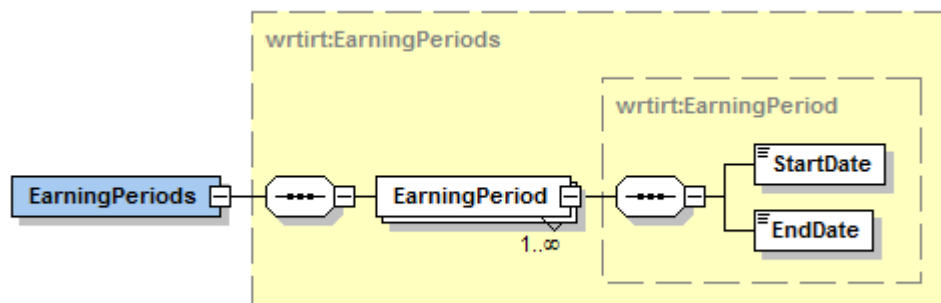 wrtirt:EarningPeriods
wrtirt:EarningPeriod
StartDate
EarningPeriods
EarningPeriod
EndDate
1..∞